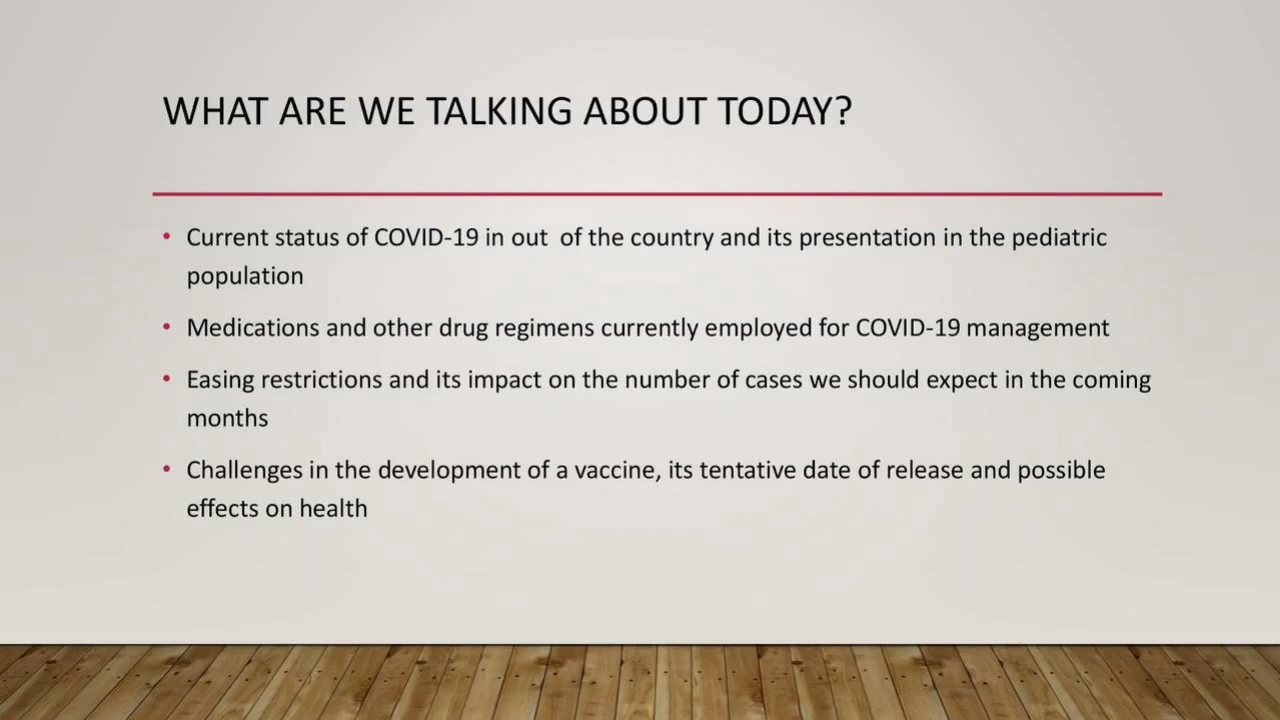 WHAT ARE WE TALKING ABOUT TODAY?
• Current status of COVID-19 in out  of the country and its presentation in the pediatric
population
• Medications and other drug regimens currently employed for COVID-19 management
• Easing restrictions and its impact on the number of cases we should expect in the coming
months
• Challenges in the development of a vaccine, its tentative date of release and possible
effects on health